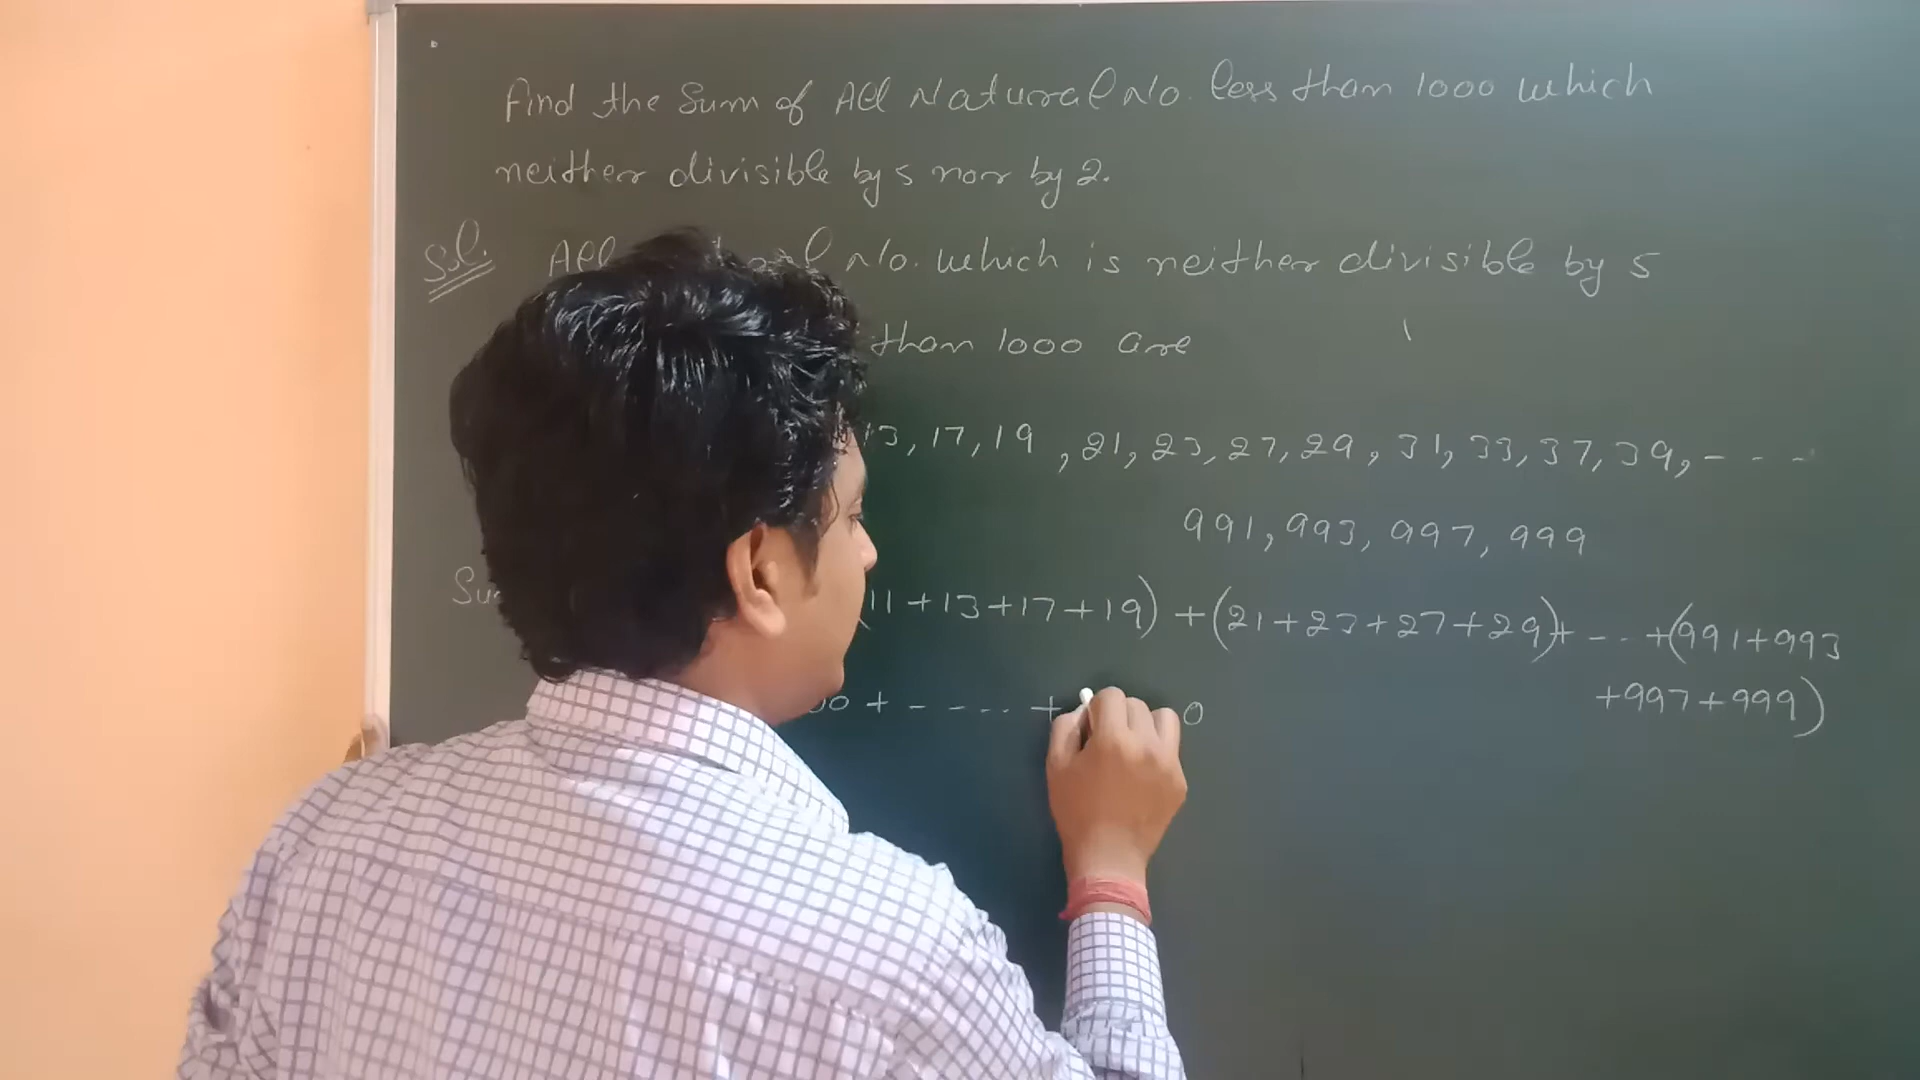 Find the Sum of All Natural No. less than 1000 which
neither divisible by 5 nor by 2.
Sol. All No. which is neither divisible by 5
than 1000 are
13, 17, 19, 21, 23, 27, 29, 31, 33, 37, 39, - - -
991, 993, 997, 999
11+13+17+19) + (21+23+27+29)+ - - - +(991+993
+997+999)
+ - - - - - +